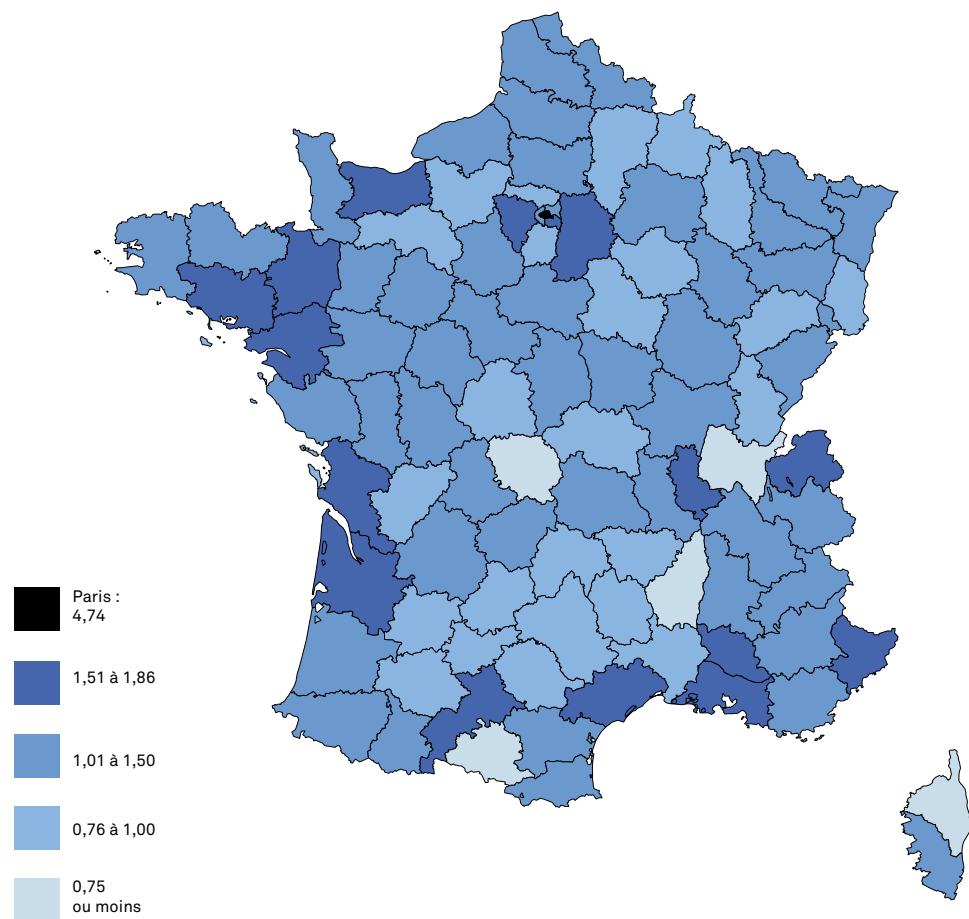 Paris :
4,74
1,51 à 1,86
1,01 à 1,50
0,76 à 1,00
0,75
ou moins